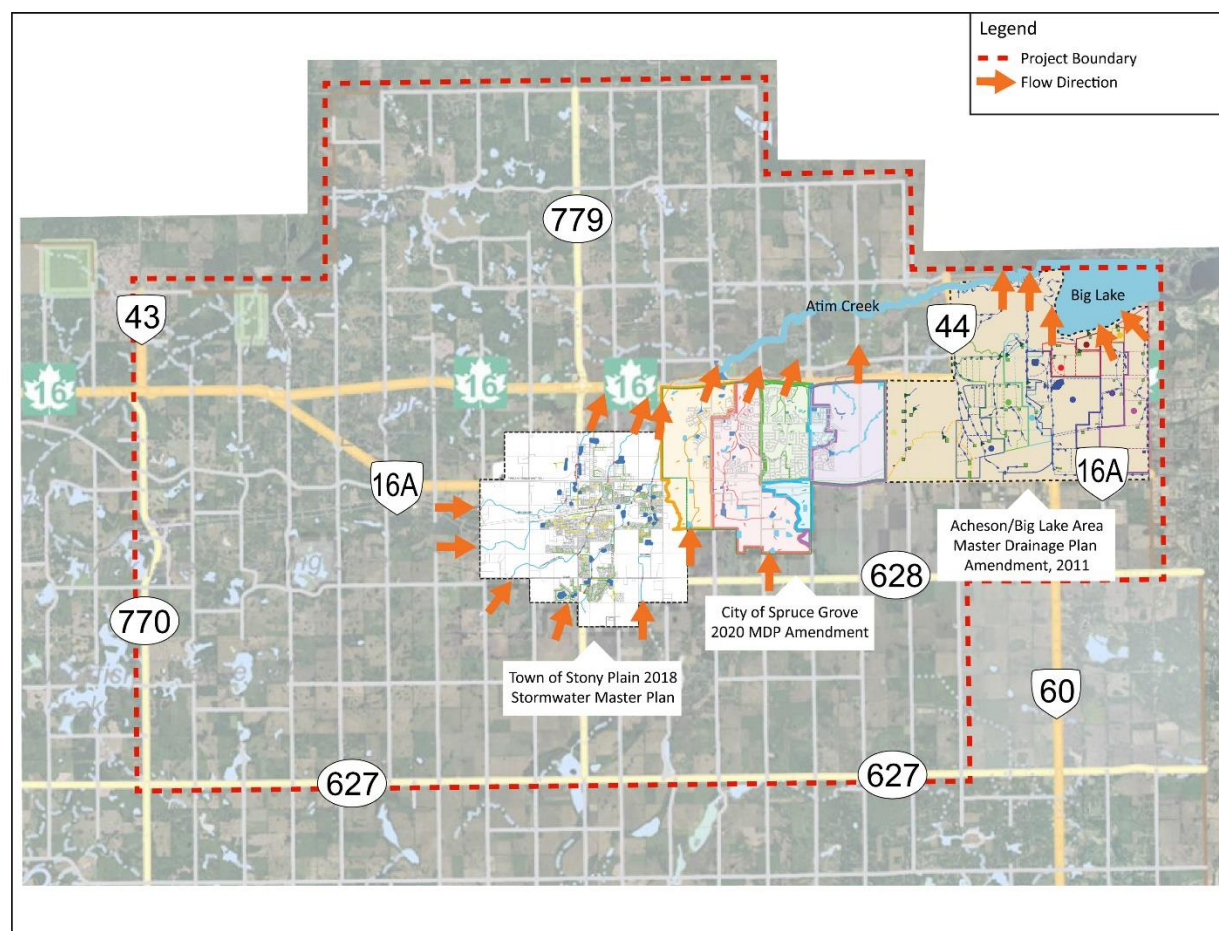 Legend
Project Boundary
Flow Direction
779
43
44
Atim Creek
Big Lake
16
16
16
16A
16A
Acheson/Big Lake Area
Master Drainage Plan
Amendment, 2011
628
City of Spruce Grove
2020 MDP Amendment
770
Town of Stony Plain 2018
Stormwater Master Plan
60
627
627